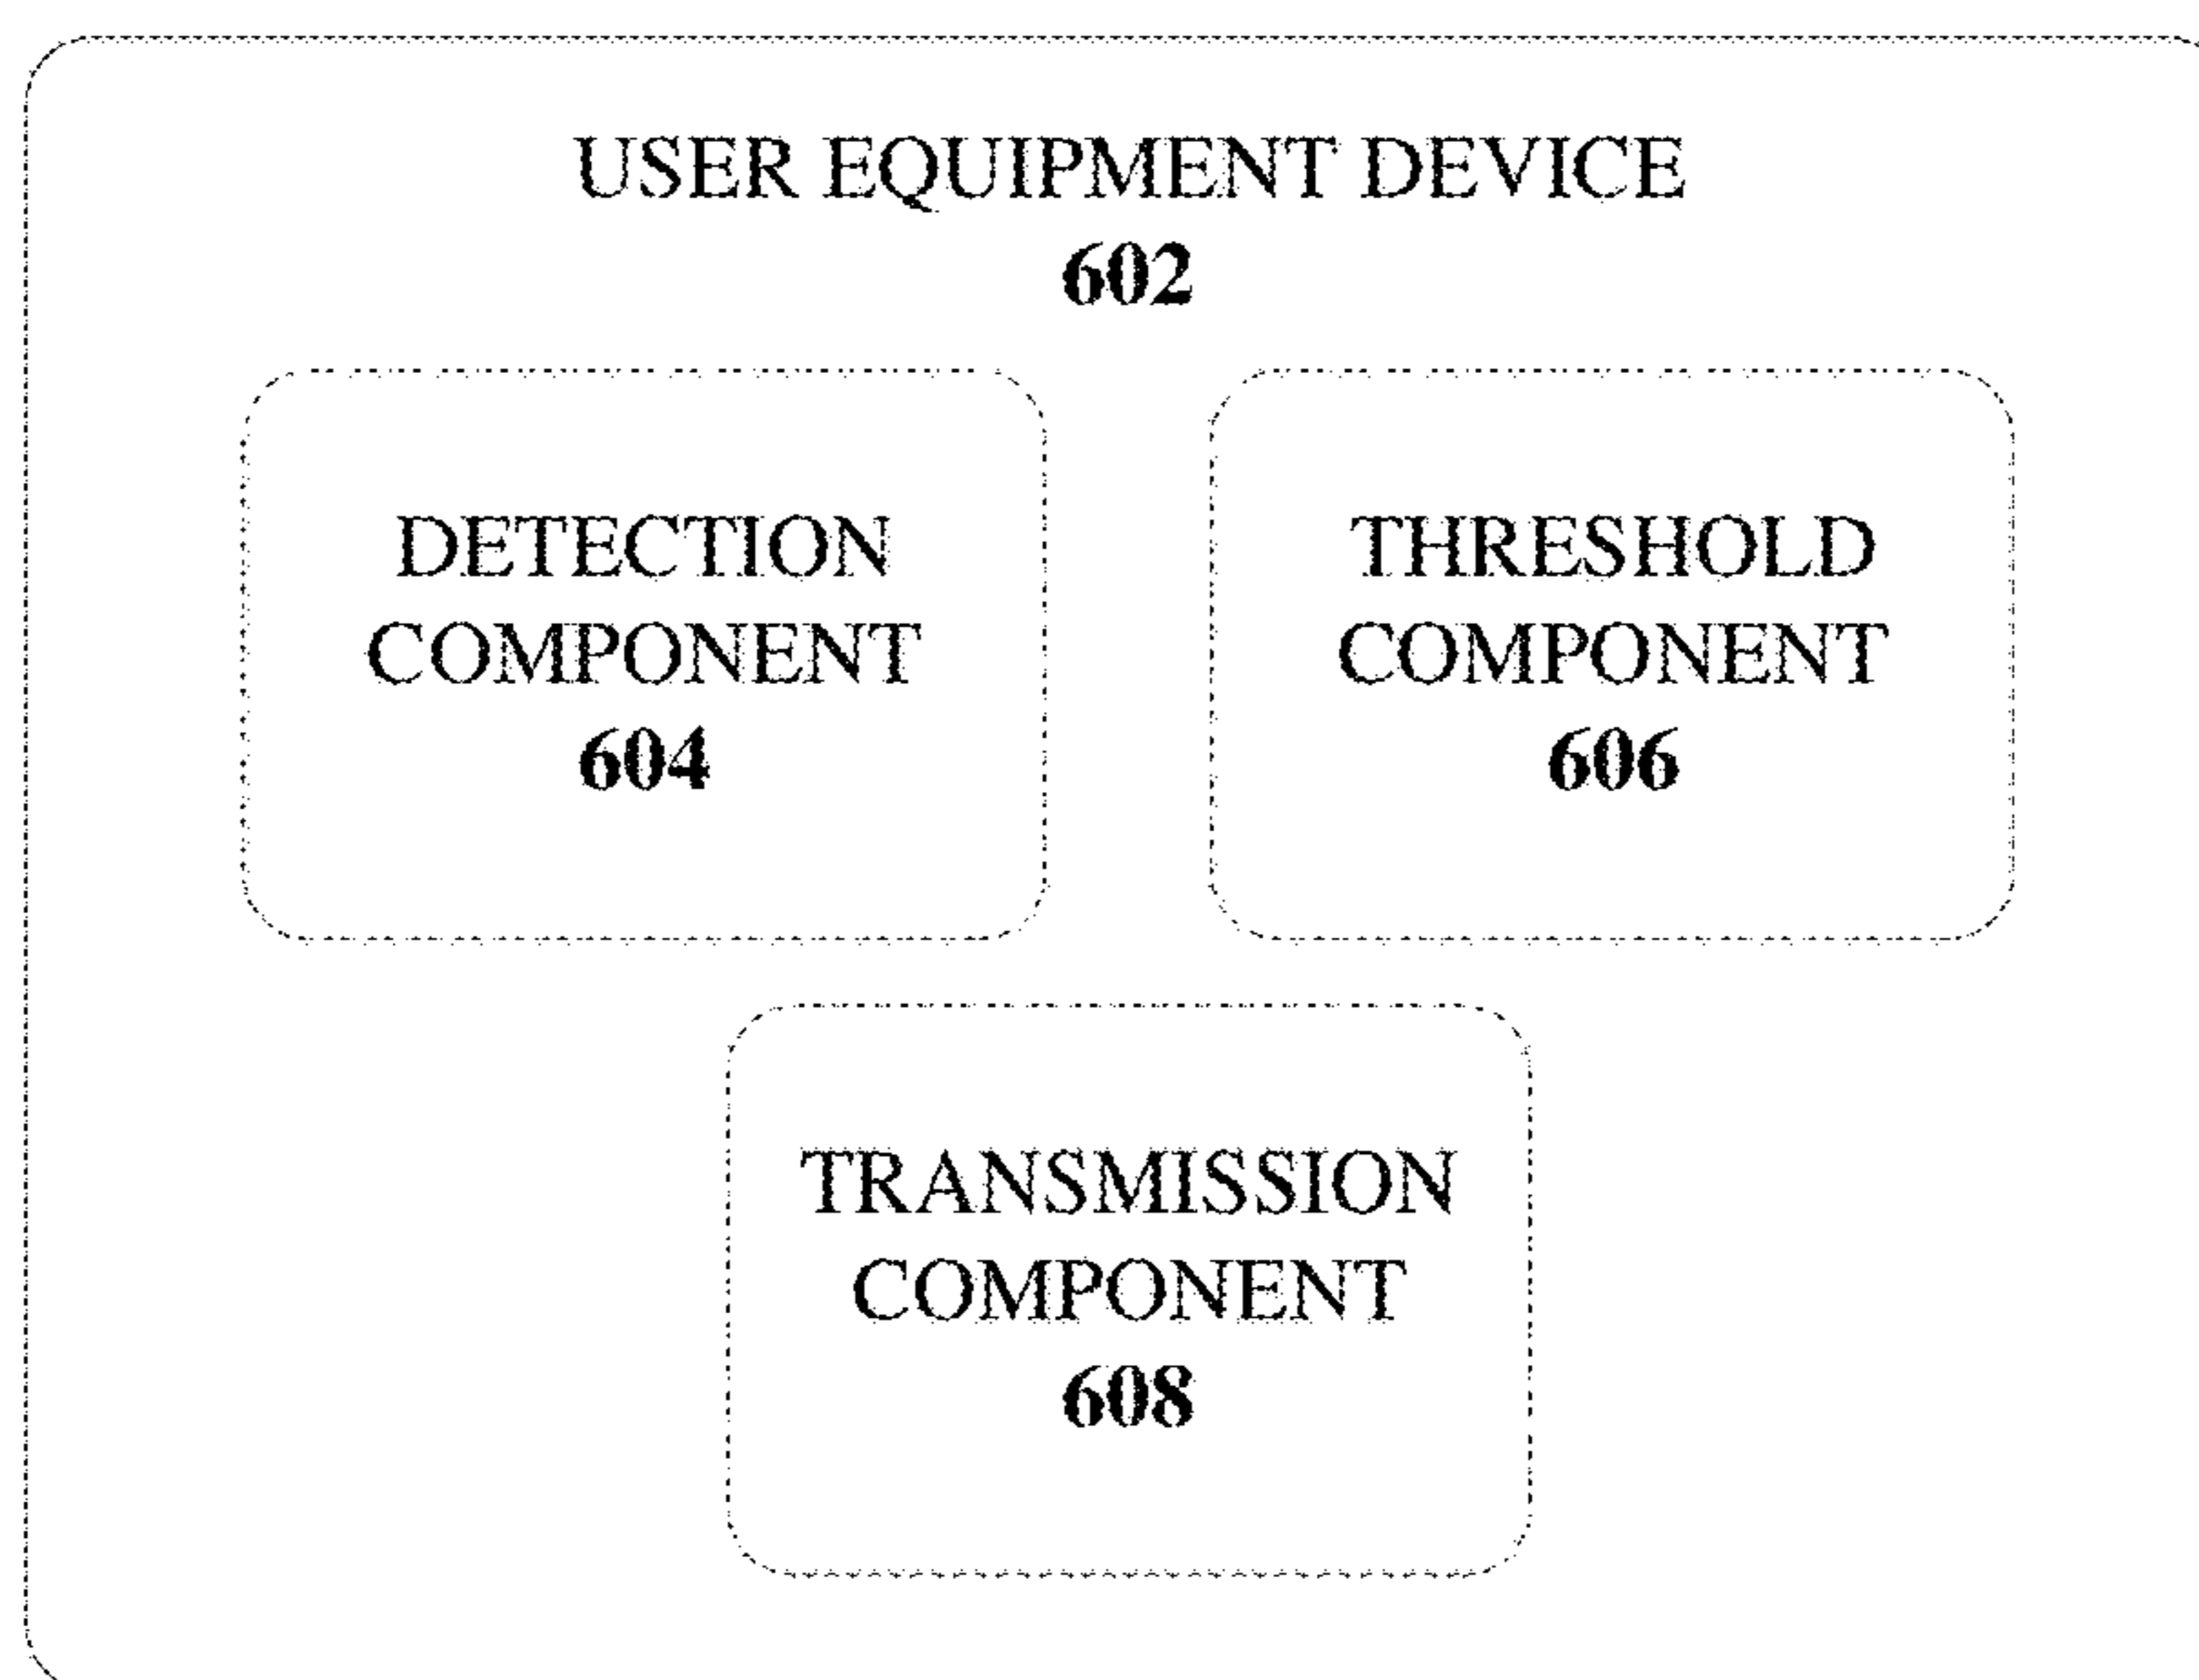 USER EQUIPMENT DEVICE
602
DETECTION
COMPONENT
604
THRESHOLD
COMPONENT
606
TRANSMISSION
COMPONENT
608